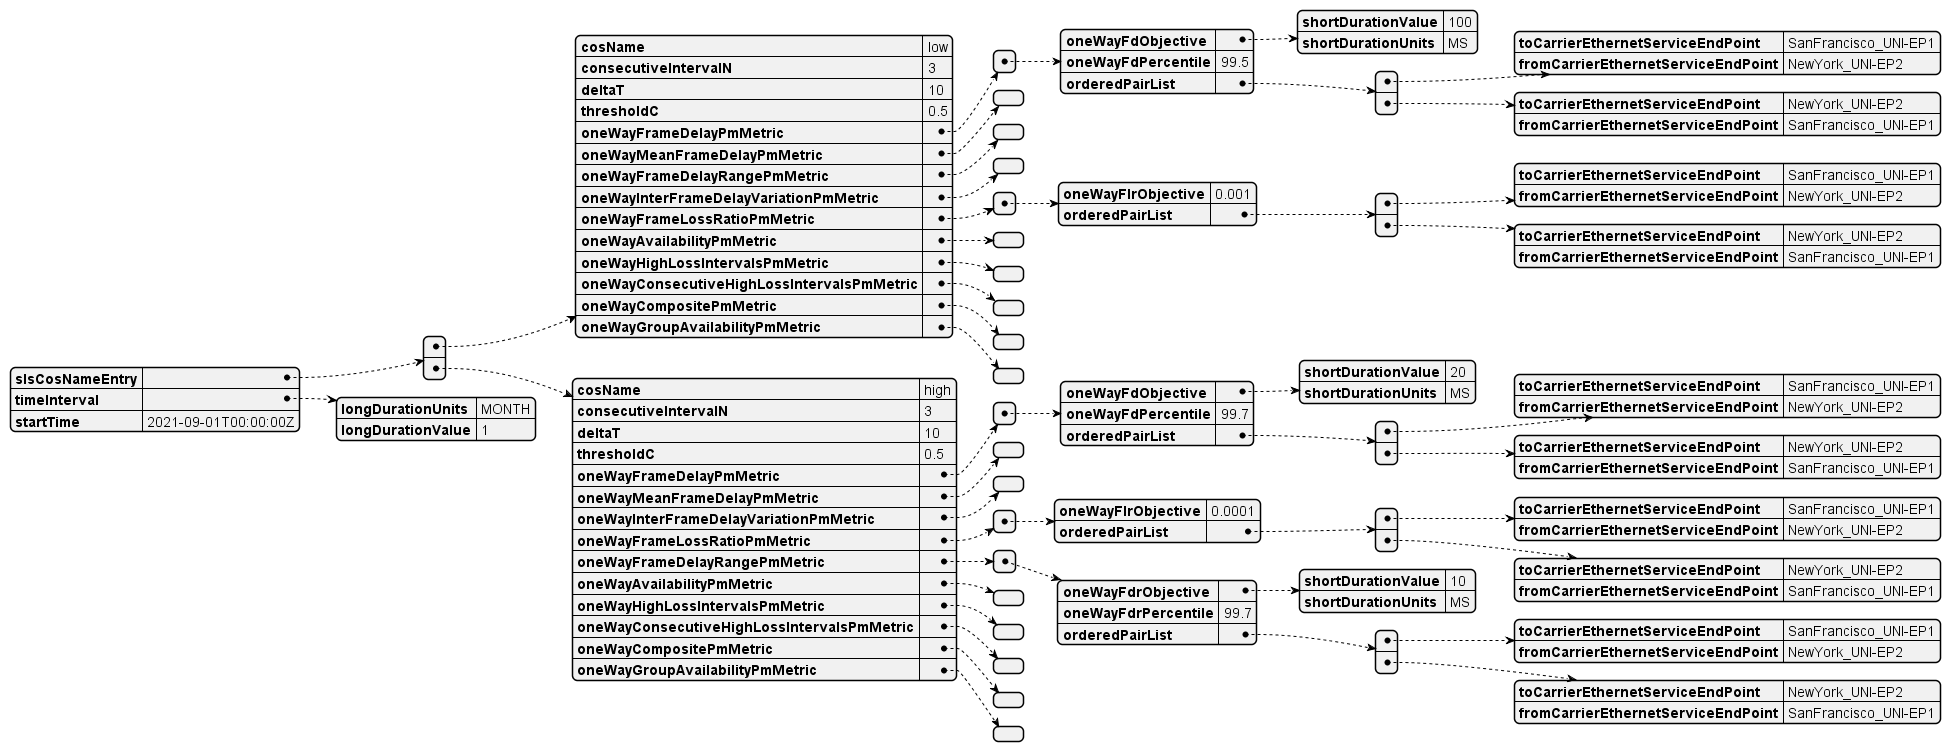 slsCosNameEntry
timeInterval
startTime 2021-09-01T00:00:00Z
longDurationUnits MONTH
longDurationValue 1
cosName low
consecutiveIntervalN 3
deltaT 10
thresholdC 0.5
oneWayFrameDelayPmMetric
oneWayMeanFrameDelayPmMetric
oneWayFrameDelayRangePmMetric
oneWayInterFrameDelayVariationPmMetric
oneWayFrameLossRatioPmMetric
oneWayAvailabilityPmMetric
oneWayHighLossIntervalsPmMetric
oneWayConsecutiveHighLossIntervalsPmMetric
oneWayCompositePmMetric
oneWayGroupAvailabilityPmMetric
oneWayFdObjective
oneWayFdPercentile 99.5
orderedPairList
shortDurationValue 100
shortDurationUnits MS
toCarrierEthernetServiceEndPoint SanFrancisco_UNI-EP1
fromCarrierEthernetServiceEndPoint NewYork_UNI-EP2
toCarrierEthernetServiceEndPoint NewYork_UNI-EP2
fromCarrierEthernetServiceEndPoint SanFrancisco_UNI-EP1
oneWayFlrObjective 0.001
orderedPairList
toCarrierEthernetServiceEndPoint SanFrancisco_UNI-EP1
fromCarrierEthernetServiceEndPoint NewYork_UNI-EP2
toCarrierEthernetServiceEndPoint NewYork_UNI-EP2
fromCarrierEthernetServiceEndPoint SanFrancisco_UNI-EP1
cosName high
consecutiveIntervalN 3
deltaT 10
thresholdC 0.5
oneWayFrameDelayPmMetric
oneWayMeanFrameDelayPmMetric
oneWayInterFrameDelayVariationPmMetric
oneWayFrameLossRatioPmMetric
oneWayFrameDelayRangePmMetric
oneWayAvailabilityPmMetric
oneWayHighLossIntervalsPmMetric
oneWayConsecutiveHighLossIntervalsPmMetric
oneWayCompositePmMetric
oneWayGroupAvailabilityPmMetric
oneWayFdObjective
oneWayFdPercentile 99.7
orderedPairList
shortDurationValue 20
shortDurationUnits MS
toCarrierEthernetServiceEndPoint SanFrancisco_UNI-EP1
fromCarrierEthernetServiceEndPoint NewYork_UNI-EP2
toCarrierEthernetServiceEndPoint NewYork_UNI-EP2
fromCarrierEthernetServiceEndPoint SanFrancisco_UNI-EP1
oneWayFlrObjective 0.0001
orderedPairList
toCarrierEthernetServiceEndPoint SanFrancisco_UNI-EP1
fromCarrierEthernetServiceEndPoint NewYork_UNI-EP2
toCarrierEthernetServiceEndPoint NewYork_UNI-EP2
fromCarrierEthernetServiceEndPoint SanFrancisco_UNI-EP1
oneWayFdrObjective
oneWayFdrPercentile 99.7
orderedPairList
shortDurationValue 10
shortDurationUnits MS
toCarrierEthernetServiceEndPoint SanFrancisco_UNI-EP1
fromCarrierEthernetServiceEndPoint NewYork_UNI-EP2
toCarrierEthernetServiceEndPoint NewYork_UNI-EP2
fromCarrierEthernetServiceEndPoint SanFrancisco_UNI-EP1